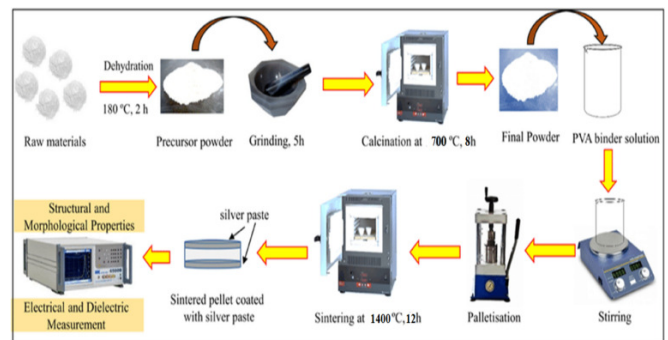 Dehydration
180 °C, 2 h
Raw materials
Precursor powder
Grinding, 5h
Calcination at 700 °C, 8h
Final Powder
PVA binder solution
Structural and
Morphological Properties
silver paste
Electrical and Dielectric
Measurement
Sintered pellet coated
with silver paste
Sintering at 1400°C,12h
Palletisation
Stirring